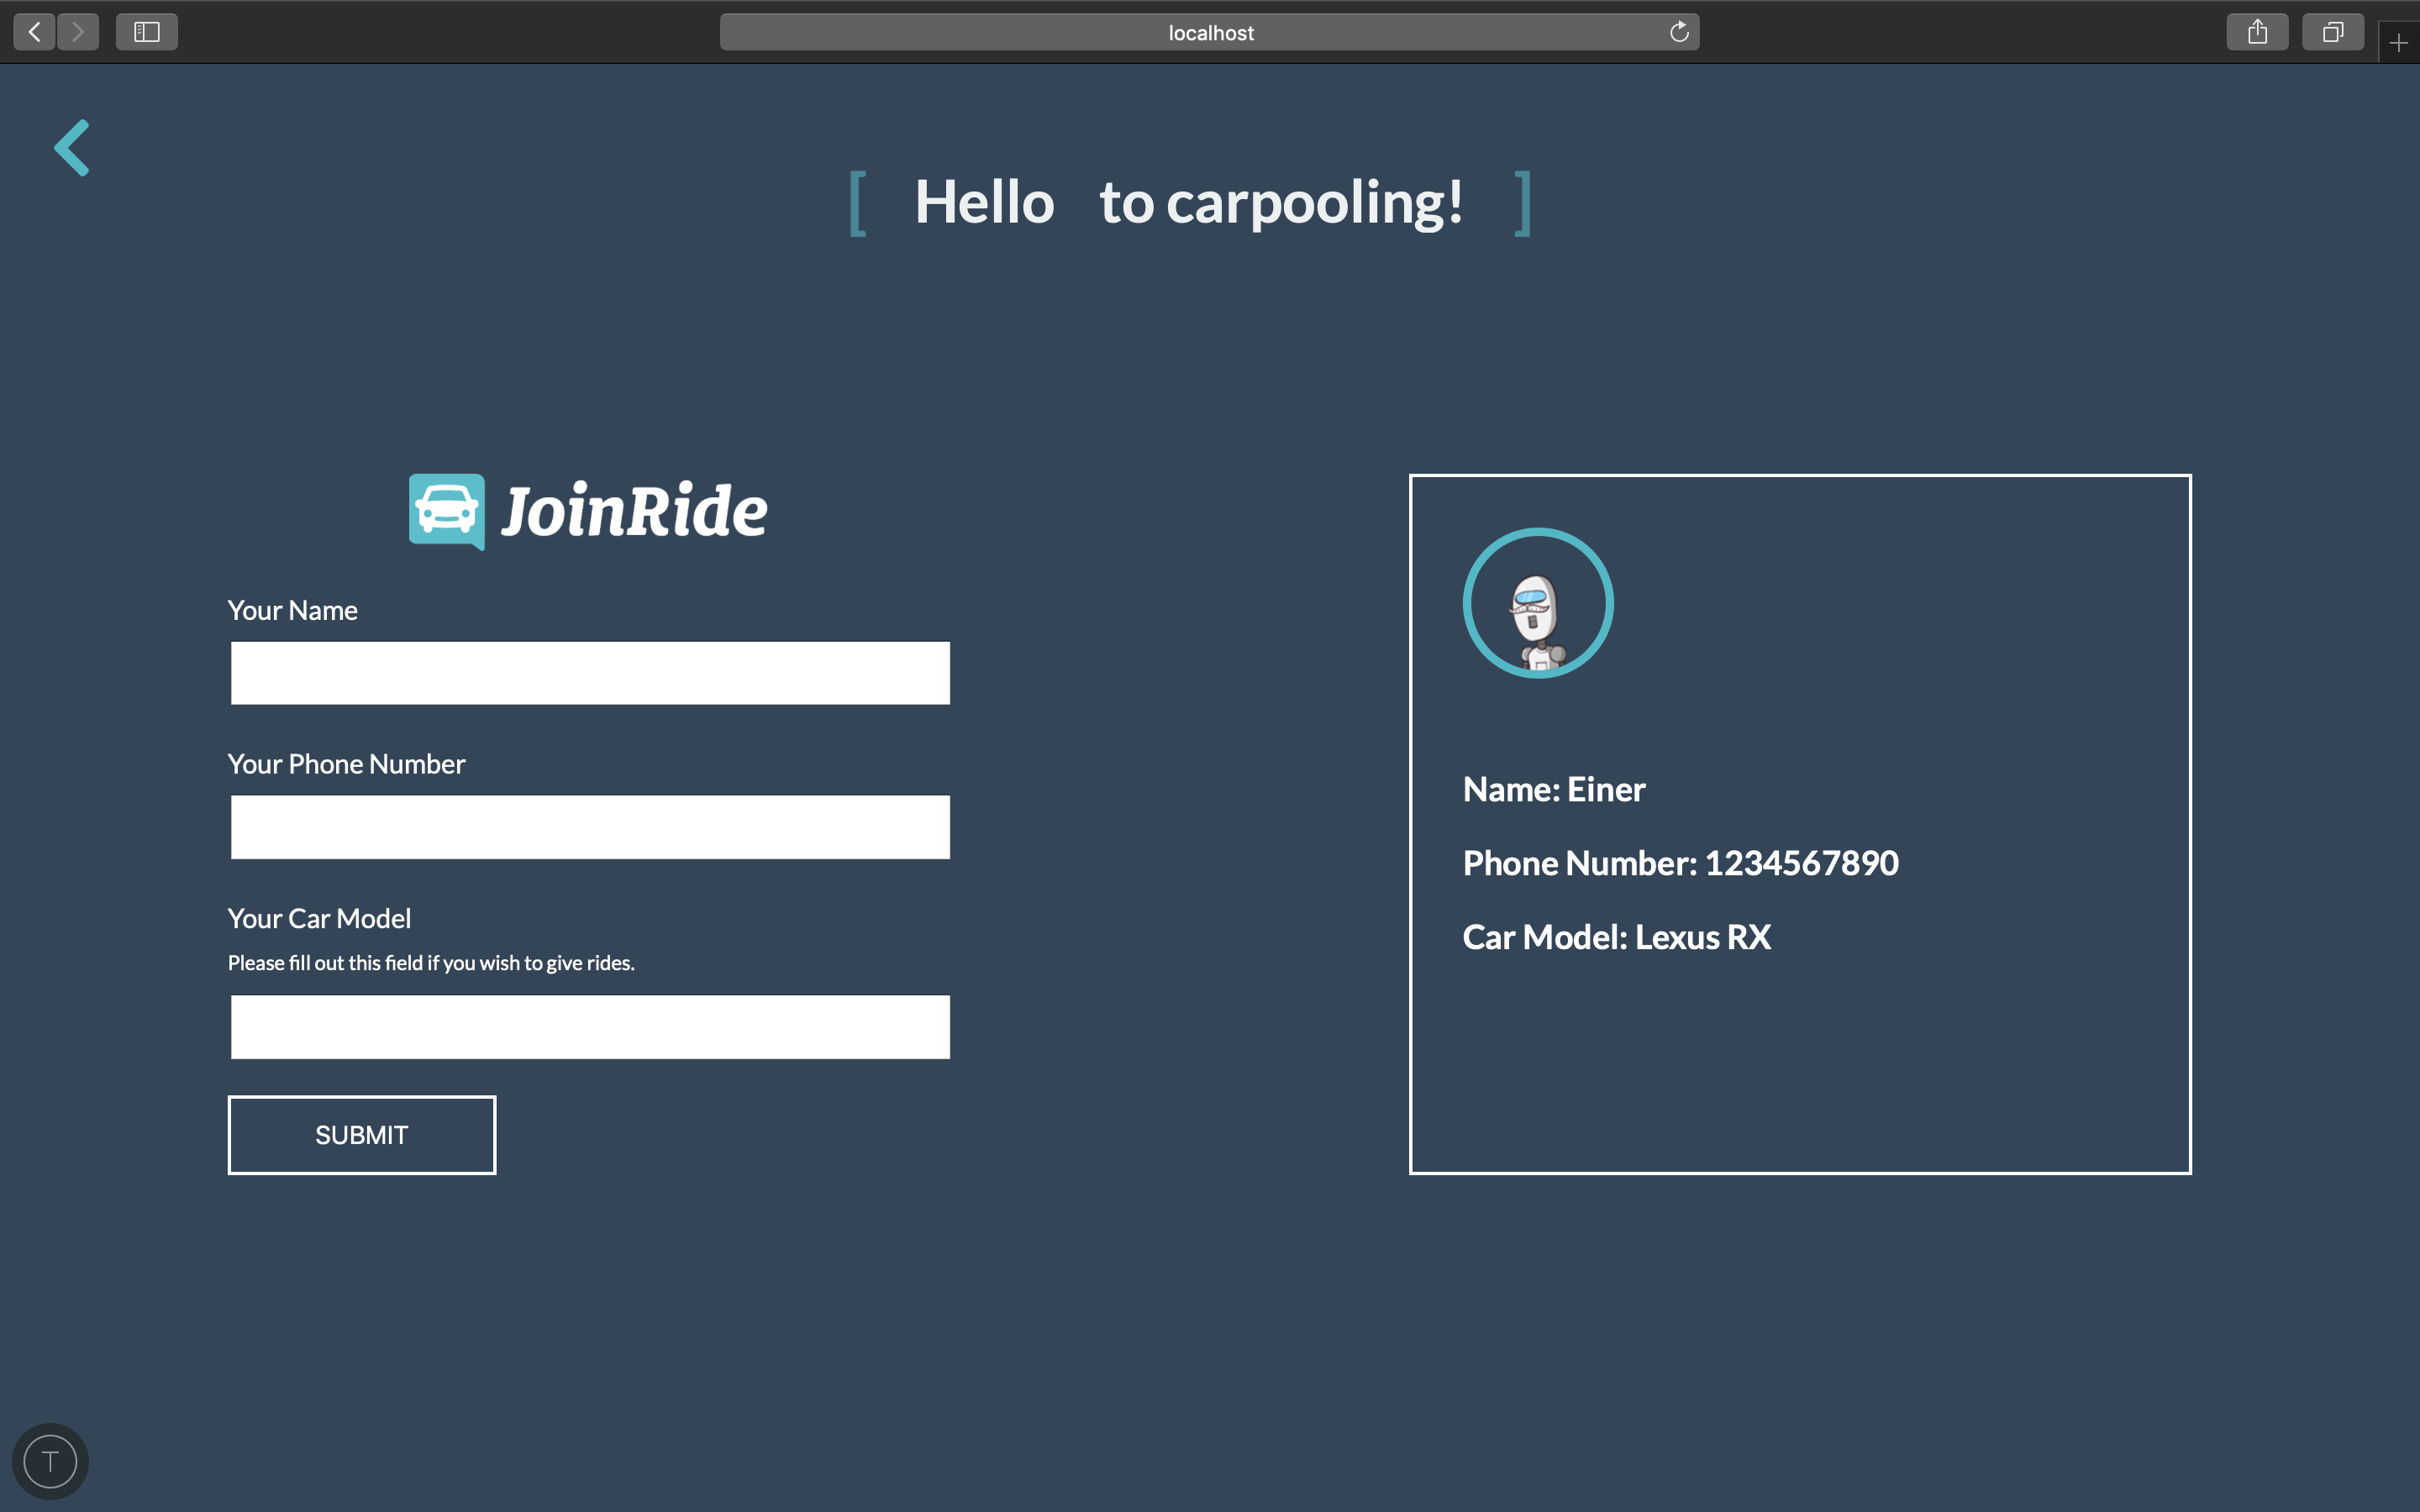 localhost
[ Hello to carpooling! ]
JoinRide
Your Name
Your Phone Number
Your Car Model
Please fill out this field if you wish to give rides.
SUBMIT
Name: Einer
Phone Number: 1234567890
Car Model: Lexus RX
T